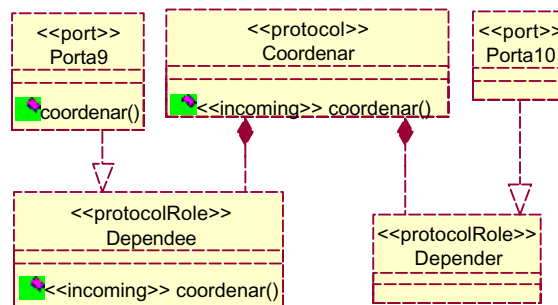 <<port>>
Porta9
coordenar()
<<protocol>>
Coordenar
<<incoming>> coordenar()
<<port>>
Porta10
<<protocolRole>>
Dependee
<<incoming>> coordenar()
<<protocolRole>>
Depender